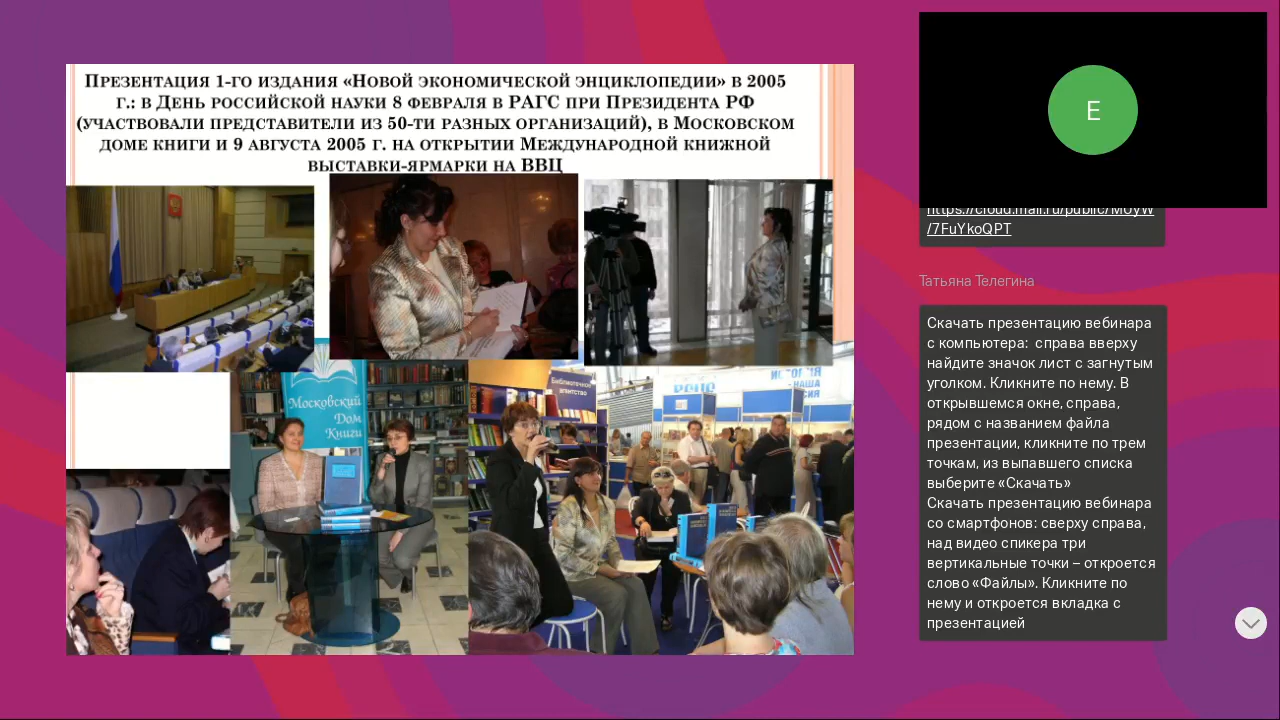 Презентация 1-го издания «Новой экономической энциклопедии» в 2005
г.: в День российской науки 8 февраля в РАГС при Президента РФ
(участвовали представители из 50-ти разных организаций), в Московском
доме книги и 9 августа 2005 г. на открытии Международной книжной
выставки-ярмарки на ВВЦ
Московский
Дом
Книги
Библиотечное
агентство
E
https://cloud.mail.ru/public/MUyW
/7FuYkoQPT
Татьяна Телегина
Скачать презентацию вебинара
с компьютера: справа вверху
найдите значок лист с загнутым
уголком. Кликните по нему. В
открывшемся окне, справа,
рядом с названием файла
презентации, кликните по трем
точкам, из выпавшего списка
выберите «Скачать»
Скачать презентацию вебинара
со смартфонов: сверху справа,
над видео спикера три
вертикальные точки – откроется
слово «Файлы». Кликните по
нему и откроется вкладка с
презентацией